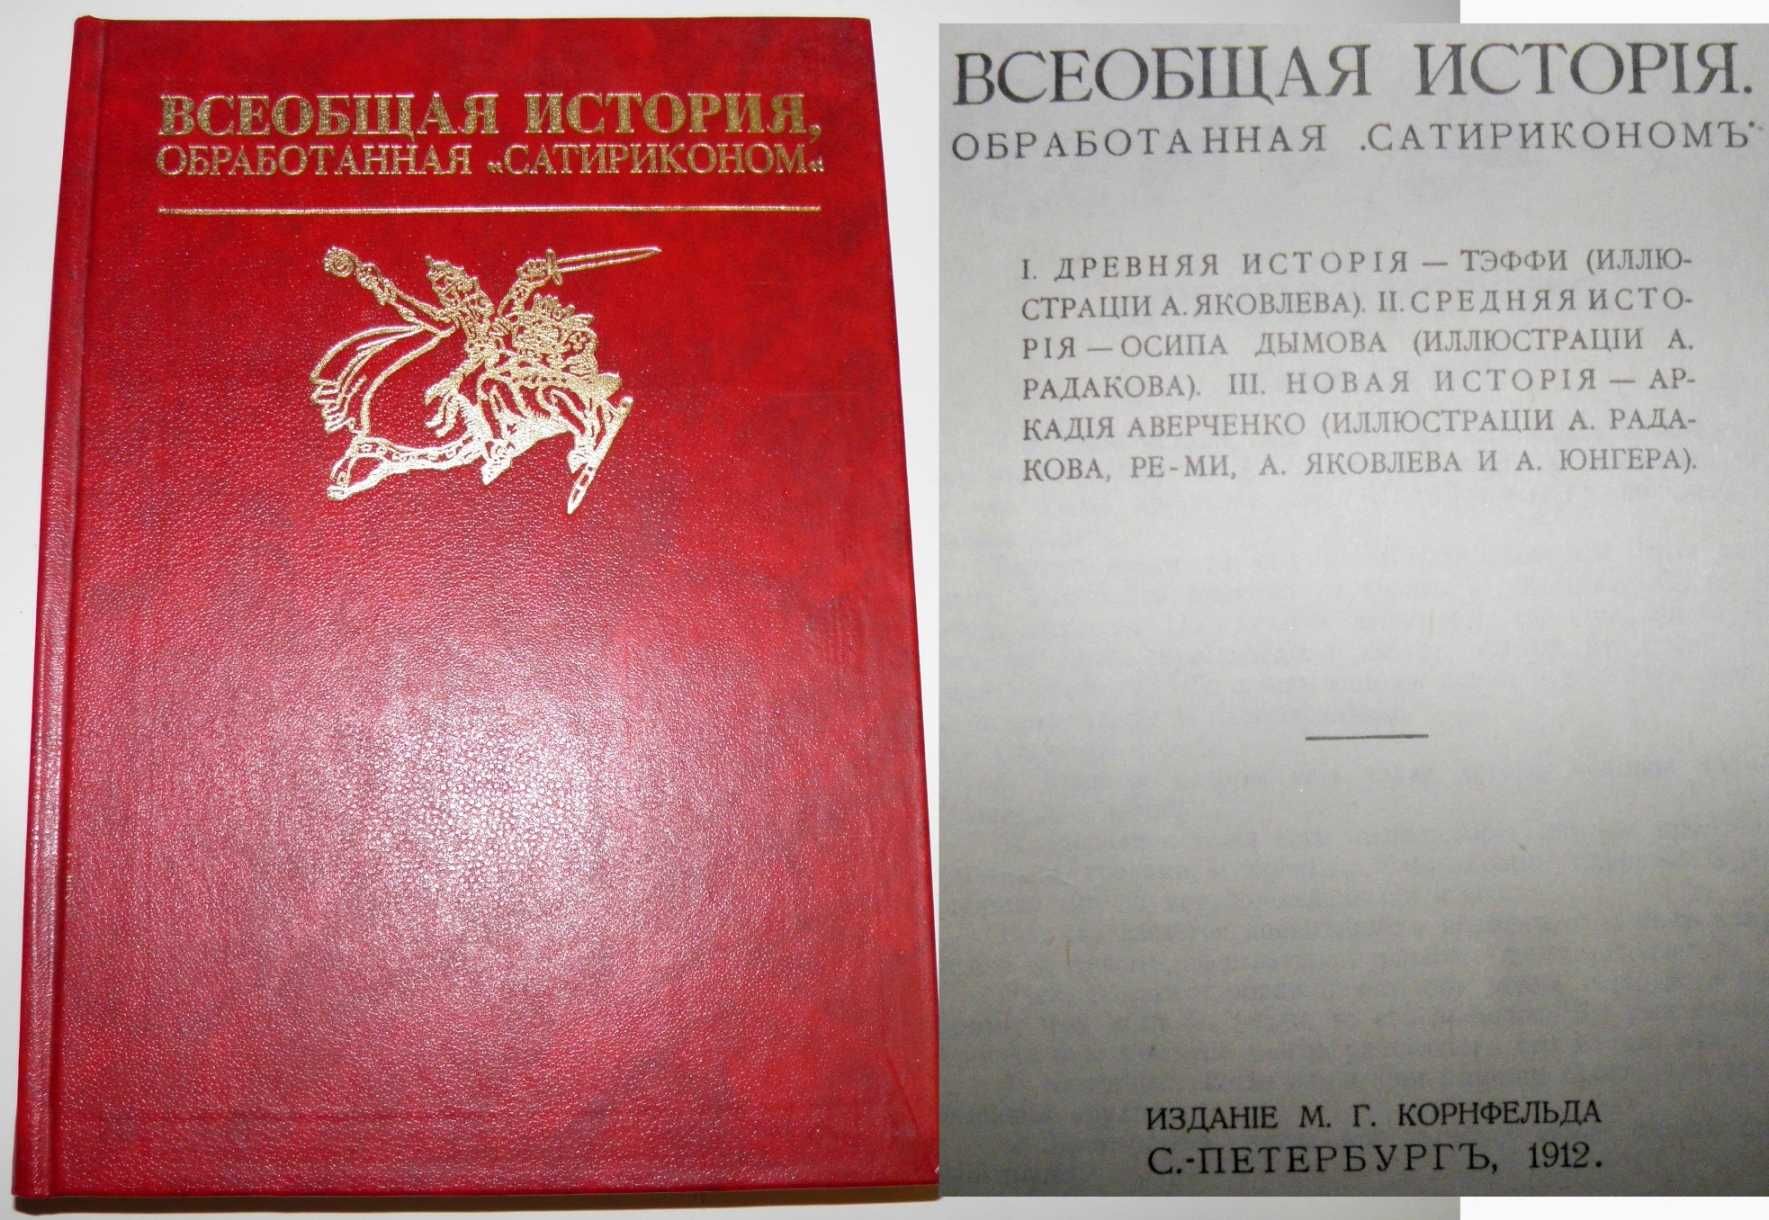 ВСЕОБЩАЯ ИСТОРИЯ,
ОБРАБОТАННАЯ „САТИРИКОНОМ“
ВСЕОБЩАЯ ИСТОРІЯ.
ОБРАБОТАННАЯ „САТИРИКОНОМЪ“
I. ДРЕВНЯЯ ИСТОРІЯ — ТЭФФИ (ИЛЛЮ-
СТРАЦІИ А. ЯКОВЛЕВА). II. СРЕДНЯЯ ИСТО-
РІЯ — ОСИПА ДЫМОВА (ИЛЛЮСТРАЦІИ А.
РАДАКОВА). III. НОВАЯ ИСТОРІЯ — АР-
КАДІЯ АВЕРЧЕНКО (ИЛЛЮСТРАЦІИ А. РАДА-
КОВА, РЕ-МИ, А. ЯКОВЛЕВА И А. ЮНГЕРА).
ИЗДАНІЕ М. Г. КОРНФЕЛЬДА
С.-ПЕТЕРБУРГЪ, 1912.